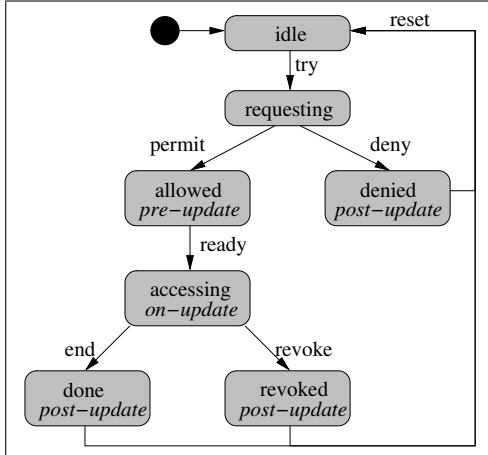 idle
reset
try
requesting
permit
deny
allowed
pre−update
denied
post−update
ready
accessing
on−update
end
revoke
done
post−update
revoked
post−update